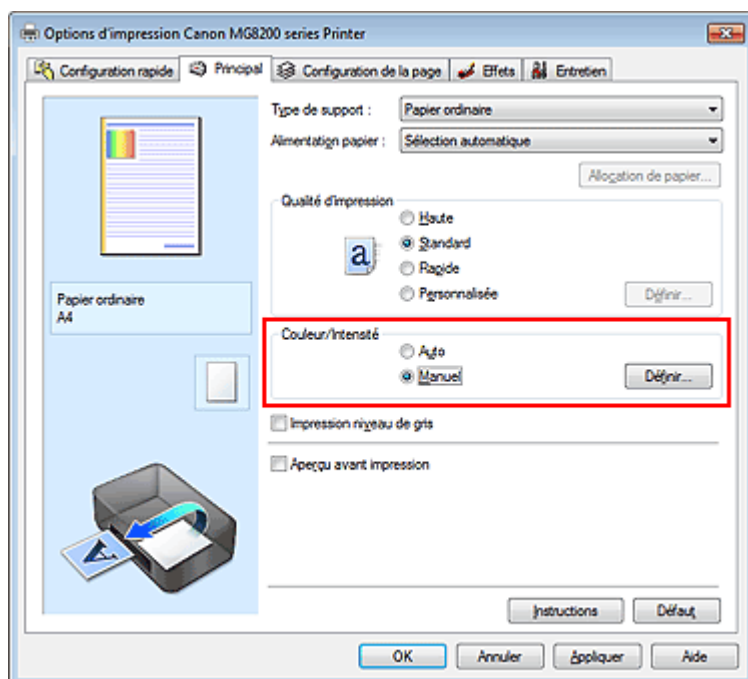 Options d'impression Canon MG8200 series Printer
Configuration rapide Principal Configuration de la page Effets Entretien
Type de support : Papier ordinaire
Alimentation papier : Sélection automatique
Allocation de papier...
Qualité d'impression
Haute
a Standard
Rapide
Personnalisée Définir...
Papier ordinaire
A4
Couleur/Intensité
Auto
Manuel Définir...
Impression niveau de gris
Aperçu avant impression
A
Instructions Défaut
OK Annuler Appliquer Aide